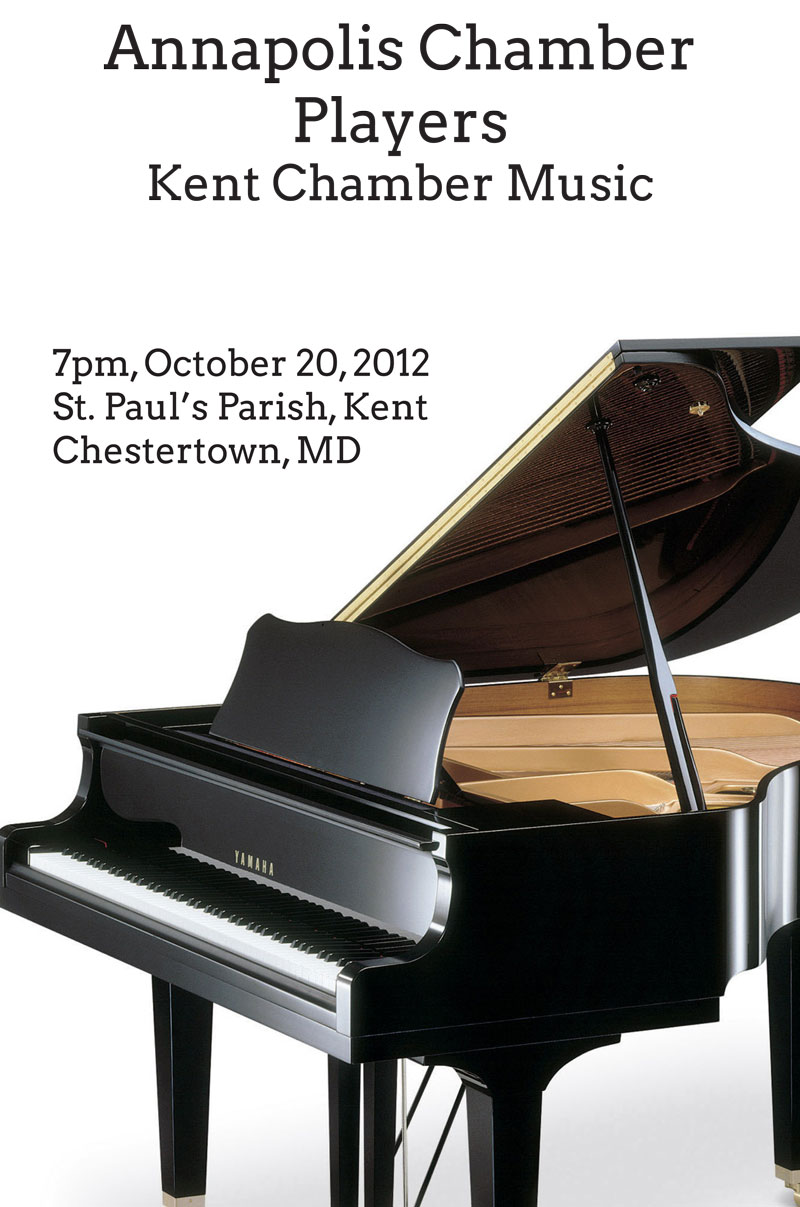 Annapolis Chamber
Players
Kent Chamber Music
7pm, October 20, 2012
St. Paul’s Parish, Kent
Chestertown, MD
YAMAHA